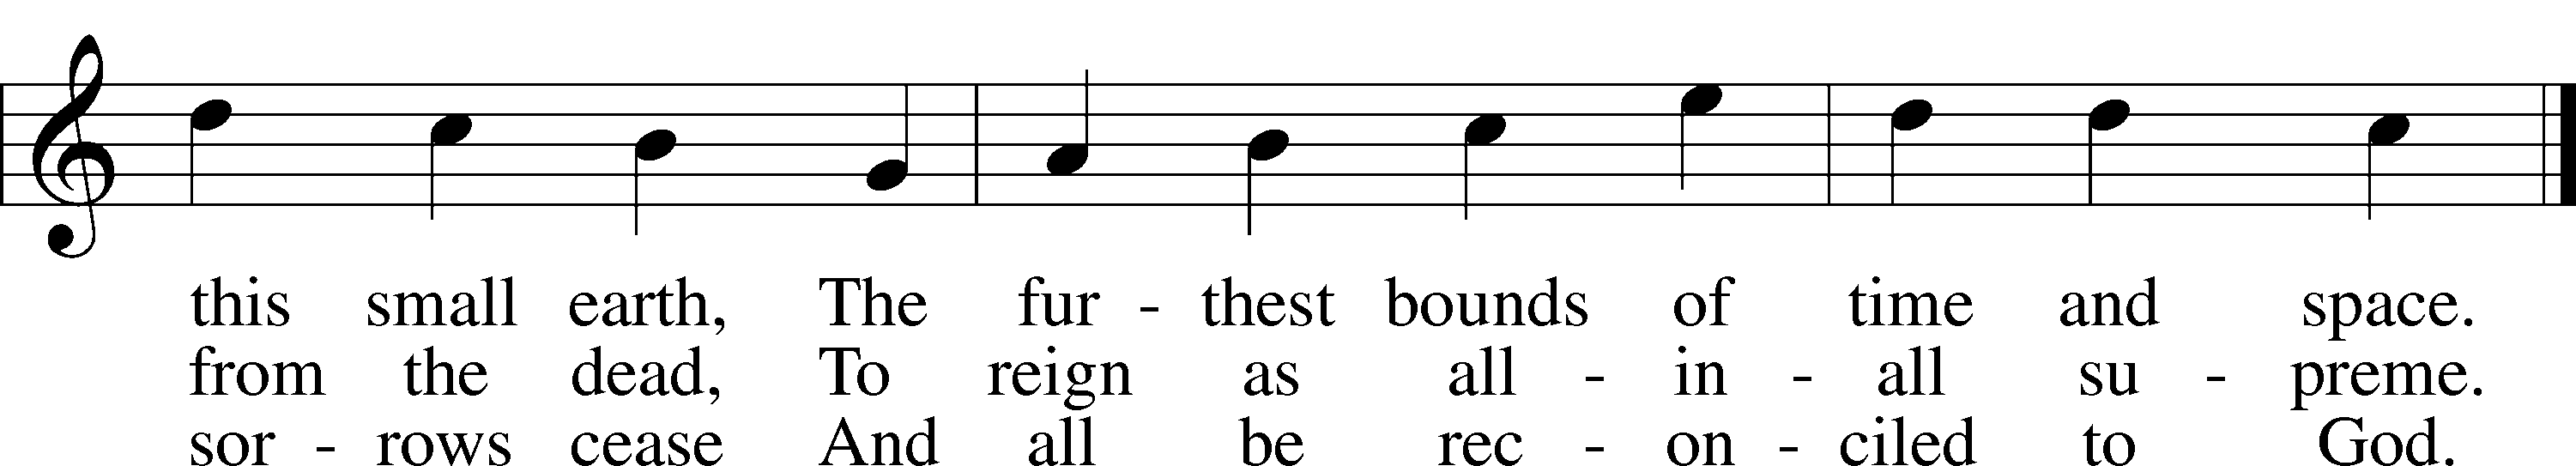 this small earth, The fur - thest bounds of time and space.
from the dead, To reign as all - in - all su - preme.
sor - rows cease And all be rec - on - ciled to God.